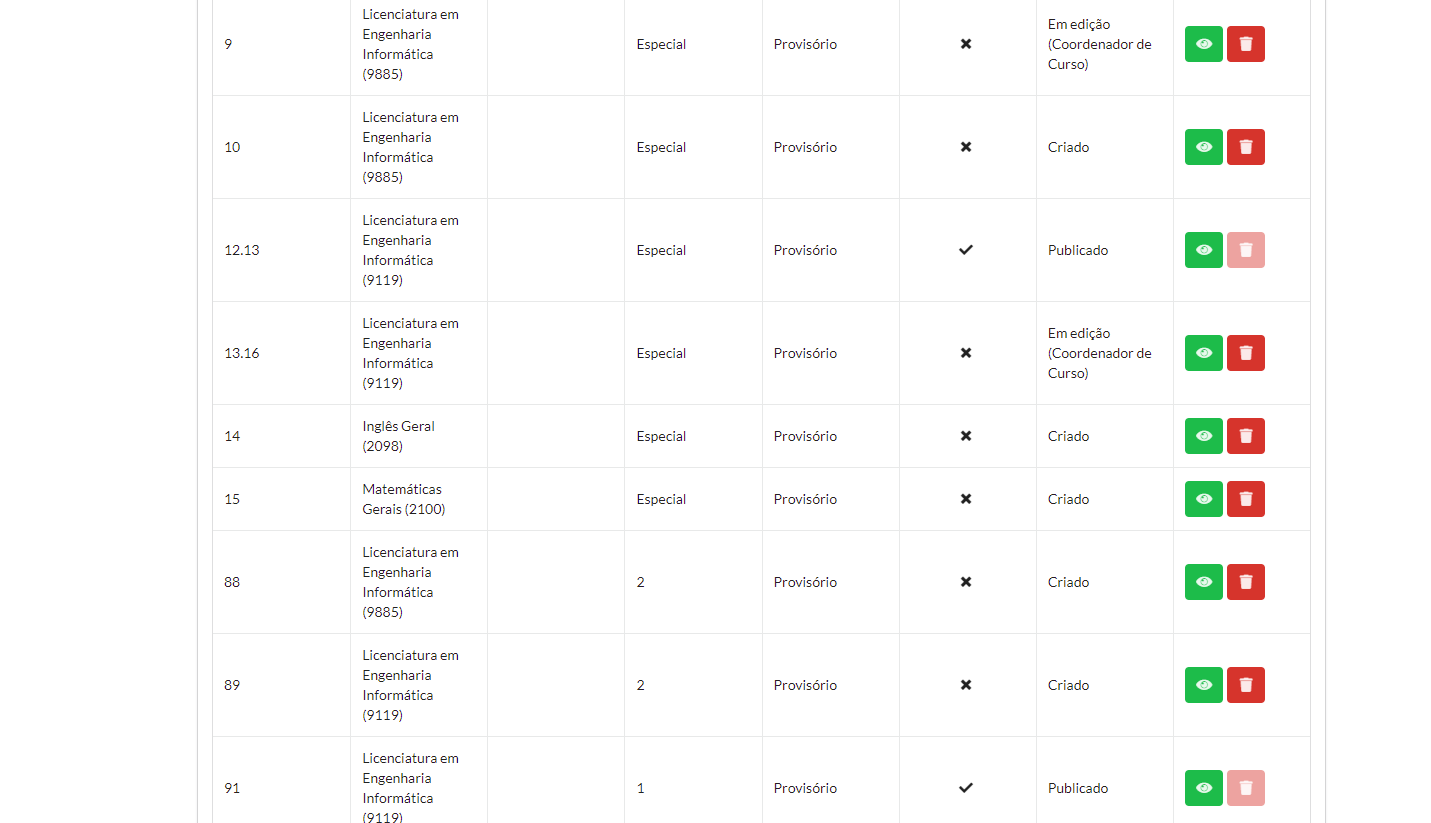 9
Licenciatura em
Engenharia
Informática
(9885)
Especial
Provisório
Em edição
(Coordenador de
Curso)
10
Licenciatura em
Engenharia
Informática
(9885)
Especial
Provisório
Criado
12.13
Licenciatura em
Engenharia
Informática
(9119)
Especial
Provisório
Publicado
13.16
Licenciatura em
Engenharia
Informática
(9119)
Especial
Provisório
Em edição
(Coordenador de
Curso)
14
Inglês Geral
(2098)
Especial
Provisório
Criado
15
Matemáticas
Gerais (2100)
Especial
Provisório
Criado
88
Licenciatura em
Engenharia
Informática
(9885)
2
Provisório
Criado
89
Licenciatura em
Engenharia
Informática
(9119)
2
Provisório
Criado
91
Licenciatura em
Engenharia
Informática
(9119)
1
Provisório
Publicado